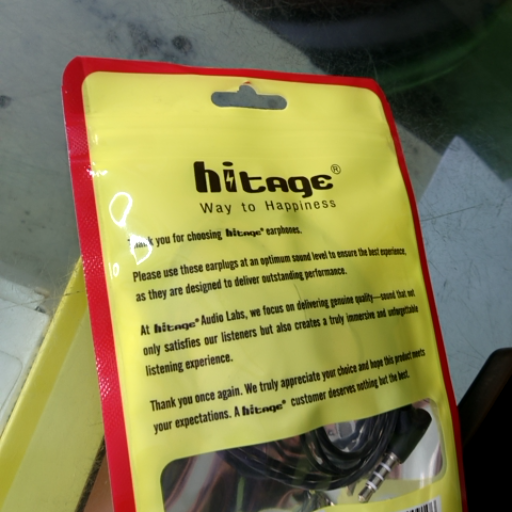 hitage®
Way to Happiness
Thank you for choosing hitage® earphones.
Please use these earplugs at an optimum sound level to ensure the best experience,
as they are designed to deliver outstanding performance.
At hitage® Audio Labs, we focus on delivering genuine quality—sound that not
only satisfies our listeners but also creates a truly immersive and unforgettable
listening experience.
Thank you once again. We truly appreciate your choice and hope this product meets
your expectations. A hitage® customer deserves nothing but the best.